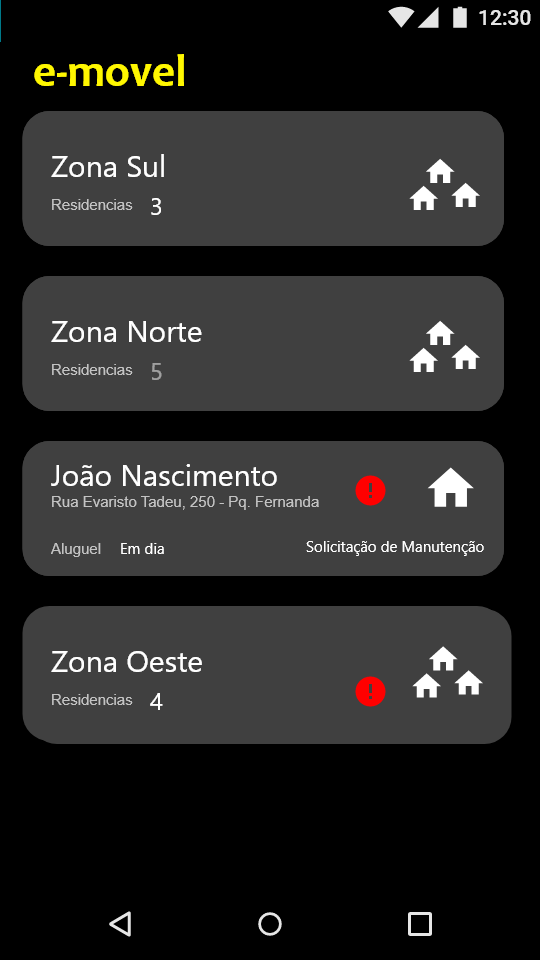 12:30
e-movel
Zona Sul
Residencias 3
Zona Norte
Residencias 5
João Nascimento
Rua Evaristo Tadeu, 250 - Pq. Fernanda
Aluguel Em dia Solicitação de Manutenção
Zona Oeste
Residencias 4